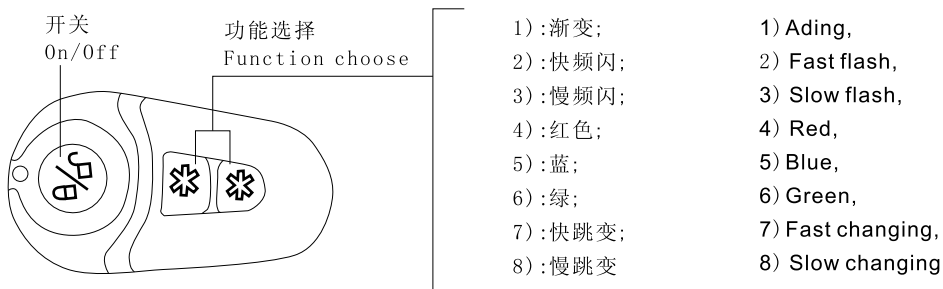 开关
On/Off
功能选择
Function choose
1):渐变;
2):快频闪;
3):慢频闪;
4):红色;
5):蓝;
6):绿;
7):快跳变;
8):慢跳变
1) Ading,
2) Fast flash,
3) Slow flash,
4) Red,
5) Blue,
6) Green,
7) Fast changing,
8) Slow changing